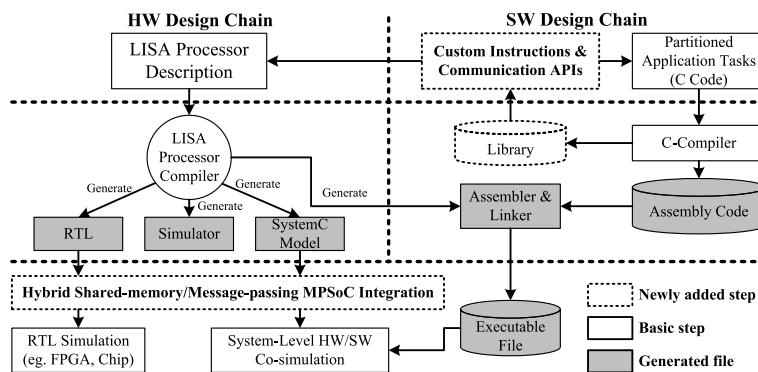 HW Design Chain
SW Design Chain
LISA Processor
Description
Custom Instructions &
Communication APIs
Partitioned
Application Tasks
(C Code)
LISA
Processor
Compiler
Library
C-Compiler
Generate
Generate
Generate
Generate
Assembler &
Linker
Assembly Code
RTL
Simulator
SystemC
Model
Hybrid Shared-memory/Message-passing MPSoC Integration
RTL Simulation
(eg. FPGA, Chip)
System-Level HW/SW
Co-simulation
Executable
File
Newly added step
Basic step
Generated file